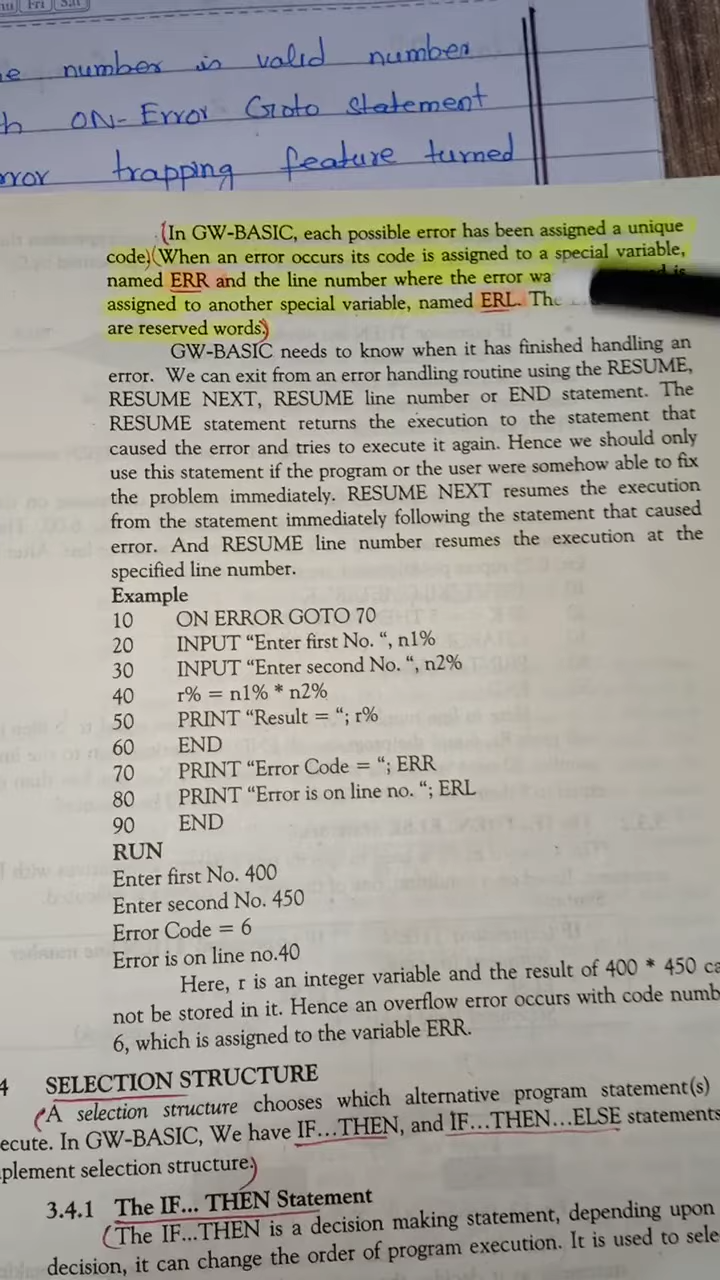 Fri Sat
number is valid number
ON-Error Goto statement
trapping feature turned
(In GW-BASIC, each possible error has been assigned a unique
code)(When an error occurs its code is assigned to a special variable,
named ERR and the line number where the error is
assigned to another special variable, named ERL.
are reserved words.)
GW-BASIC needs to know when it has finished handling an
error. We can exit from an error handling routine using the RESUME,
RESUME NEXT, RESUME line number or END statement. The
RESUME statement returns the execution to the statement that
caused the error and tries to execute it again. Hence we should only
use this statement if the program or the user were somehow able to fix
the problem immediately. RESUME NEXT resumes the execution
from the statement immediately following the statement that caused
error. And RESUME line number resumes the execution at the
specified line number.
Example
10 ON ERROR GOTO 70
20 INPUT “Enter first No. “, n1%
30 INPUT “Enter second No. “, n2%
40 r% = n1% * n2%
50 PRINT “Result = “; r%
60 END
70 PRINT “Error Code = “; ERR
80 PRINT “Error is on line no. “; ERL
90 END
RUN
Enter first No. 400
Enter second No. 450
Error Code = 6
Error is on line no.40
Here, r is an integer variable and the result of 400 * 450
not be stored in it. Hence an overflow error occurs with code
6, which is assigned to the variable ERR.
4 SELECTION STRUCTURE
(A selection structure chooses which alternative program statement(s)
In GW-BASIC, We have IF...THEN, and IF...THEN...ELSE statements
selection structure.)
3.4.1 The IF... THEN Statement
(The IF...THEN is a decision making statement, depending upon
decision, it can change the order of program execution. It is used to